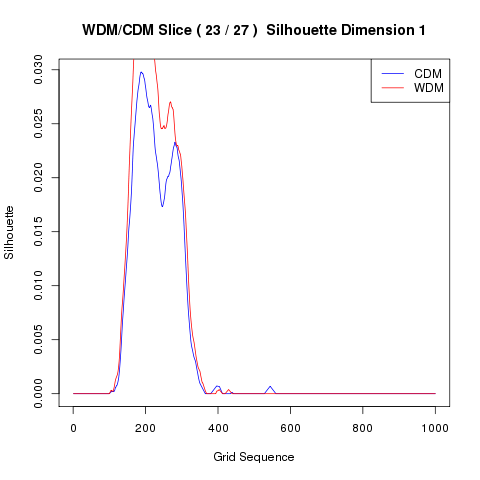 WDM/CDM Slice ( 23 / 27 )  Silhouette Dimension 1
CDM
WDM
Silhouette
0.030
0.025
0.020
0.015
0.010
0.005
0.000
0 200 400 600 800 1000
Grid Sequence